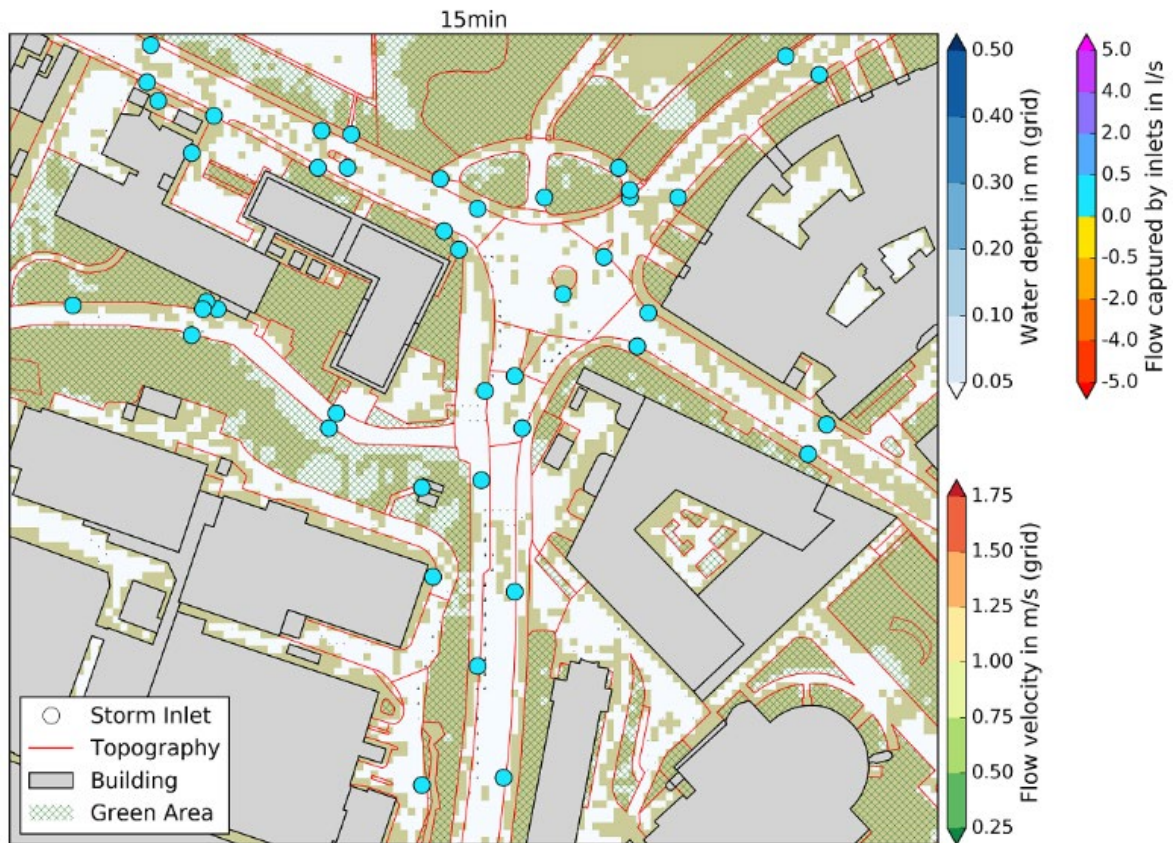 15min
0.50
0.40
0.30
0.20
0.10
0.05
Water depth in m (grid)
5.0
4.0
2.0
0.5
0.0
-0.5
-2.0
-4.0
-5.0
Flow captured by inlets in l/s
1.75
1.50
1.25
1.00
0.75
0.50
0.25
Flow velocity in m/s (grid)
Storm Inlet
Topography
Building
Green Area